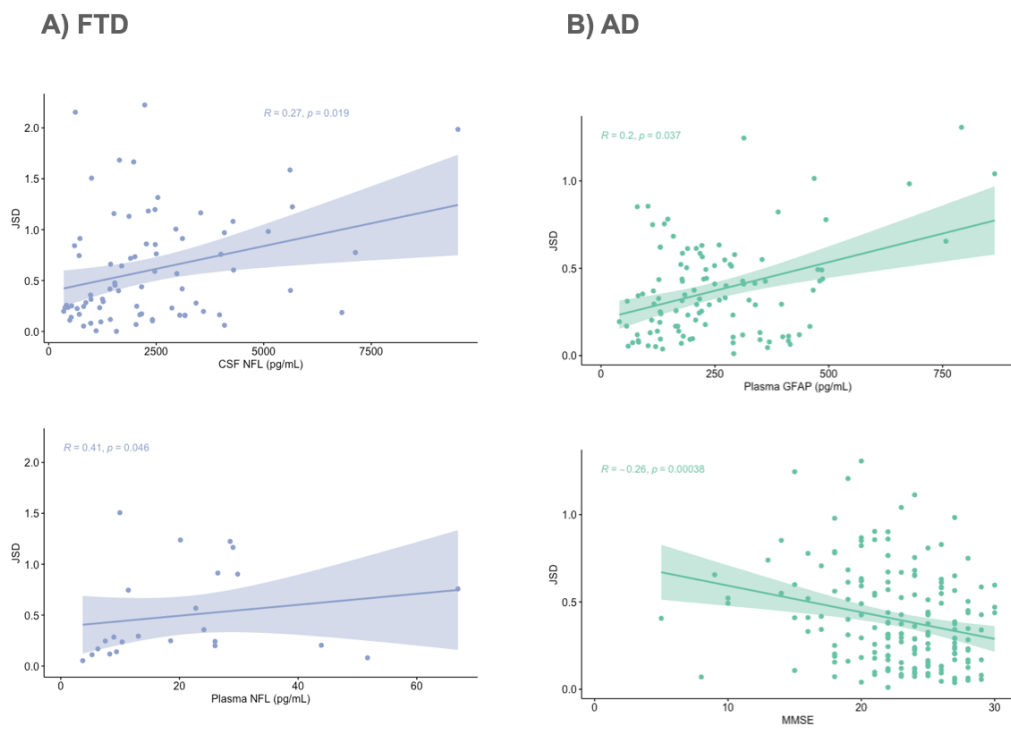 A) FTD
R = 0.27, p = 0.019
2.0
1.5
1.0
0.5
0.0
JSD
0 2500 5000 7500
CSF NFL (pg/mL)
R = 0.41, p = 0.046
2.0
1.5
1.0
0.5
0.0
JSD
0 20 40 60
Plasma NFL (pg/mL)
B) AD
R = 0.2, p = 0.037
1.0
0.5
0.0
JSD
0 250 500 750
Plasma GFAP (pg/mL)
R = −0.26, p = 0.00038
1.0
0.5
0.0
JSD
0 10 20 30
MMSE